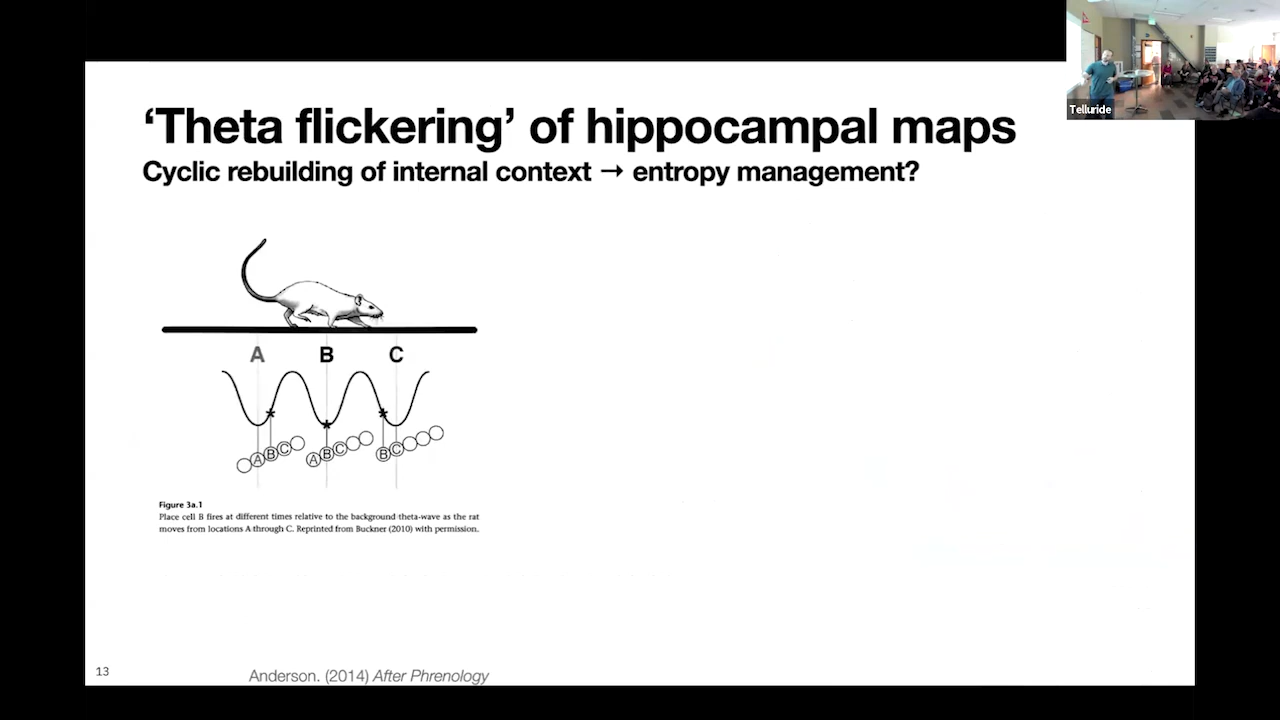 ‘Theta flickering’ of hippocampal maps
Cyclic rebuilding of internal context → entropy management?
Telluride
A B C
A B C
A B C
B C
Figure 3a.1
Place cell B fires at different times relative to the background theta-wave as the rat
moves from locations A through C. Reprinted from Buckner (2010) with permission.
13
Anderson. (2014) After Phrenology